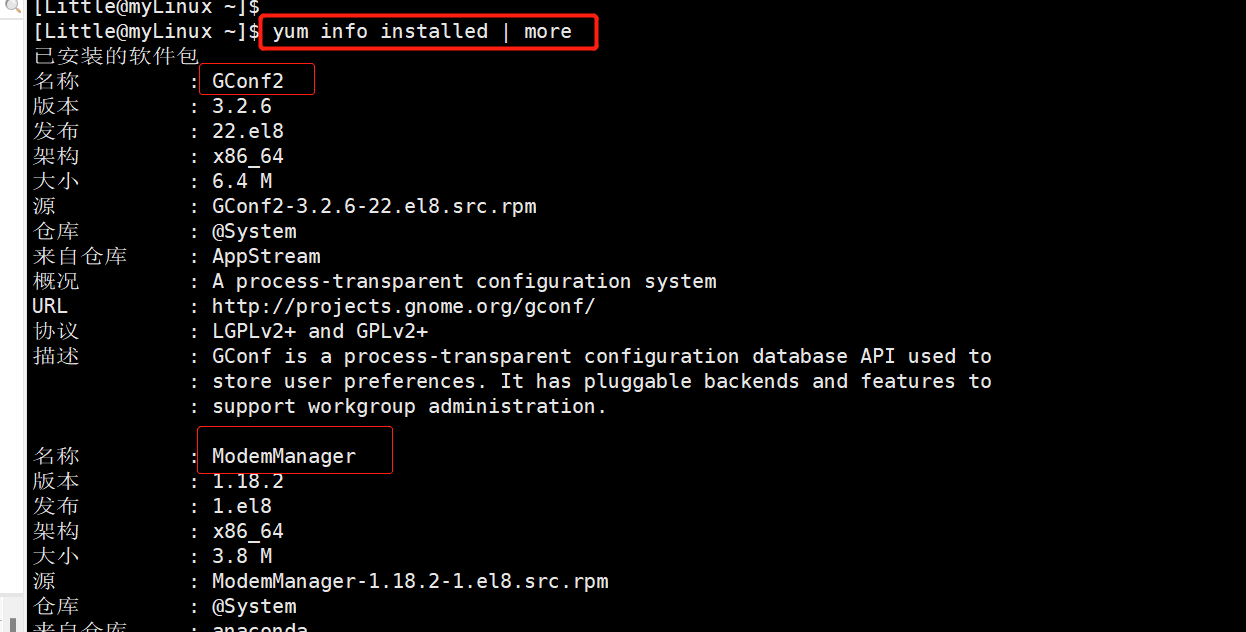 [Little@myLinux ~]$
[Little@myLinux ~]$ yum info installed | more
已安装的软件包
名称 : GConf2
版本 : 3.2.6
发布 : 22.el8
架构 : x86_64
大小 : 6.4 M
源 : GConf2-3.2.6-22.el8.src.rpm
仓库 : @System
来自仓库 : AppStream
概况 : A process-transparent configuration system
URL : http://projects.gnome.org/gconf/
协议 : LGPLv2+ and GPLv2+
描述 : GConf is a process-transparent configuration database API used to
: store user preferences. It has pluggable backends and features to
: support workgroup administration.
名称 : ModemManager
版本 : 1.18.2
发布 : 1.el8
架构 : x86_64
大小 : 3.8 M
源 : ModemManager-1.18.2-1.el8.src.rpm
仓库 : @System
来自仓库 : anaconda